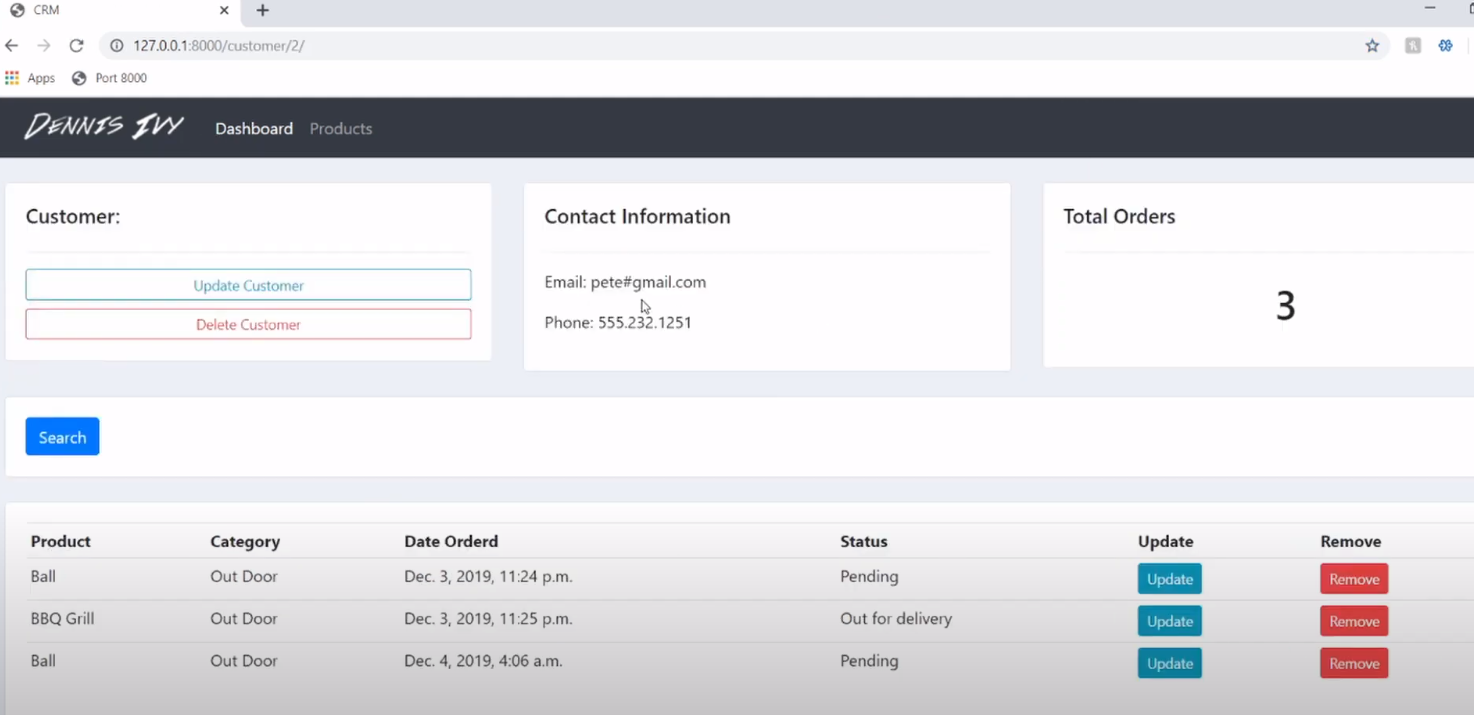 CRM
127.0.0.1:8000/customer/2/
Apps Port 8000
DENNIS IVY Dashboard Products
Customer:
Update Customer
Delete Customer
Contact Information
Email: pete#gmail.com
Phone: 555.232.1251
Total Orders
3
Search
Product Category Date Orderd Status Update Remove
Ball Out Door Dec. 3, 2019, 11:24 p.m. Pending Update Remove
BBQ Grill Out Door Dec. 3, 2019, 11:25 p.m. Out for delivery Update Remove
Ball Out Door Dec. 4, 2019, 4:06 a.m. Pending Update Remove